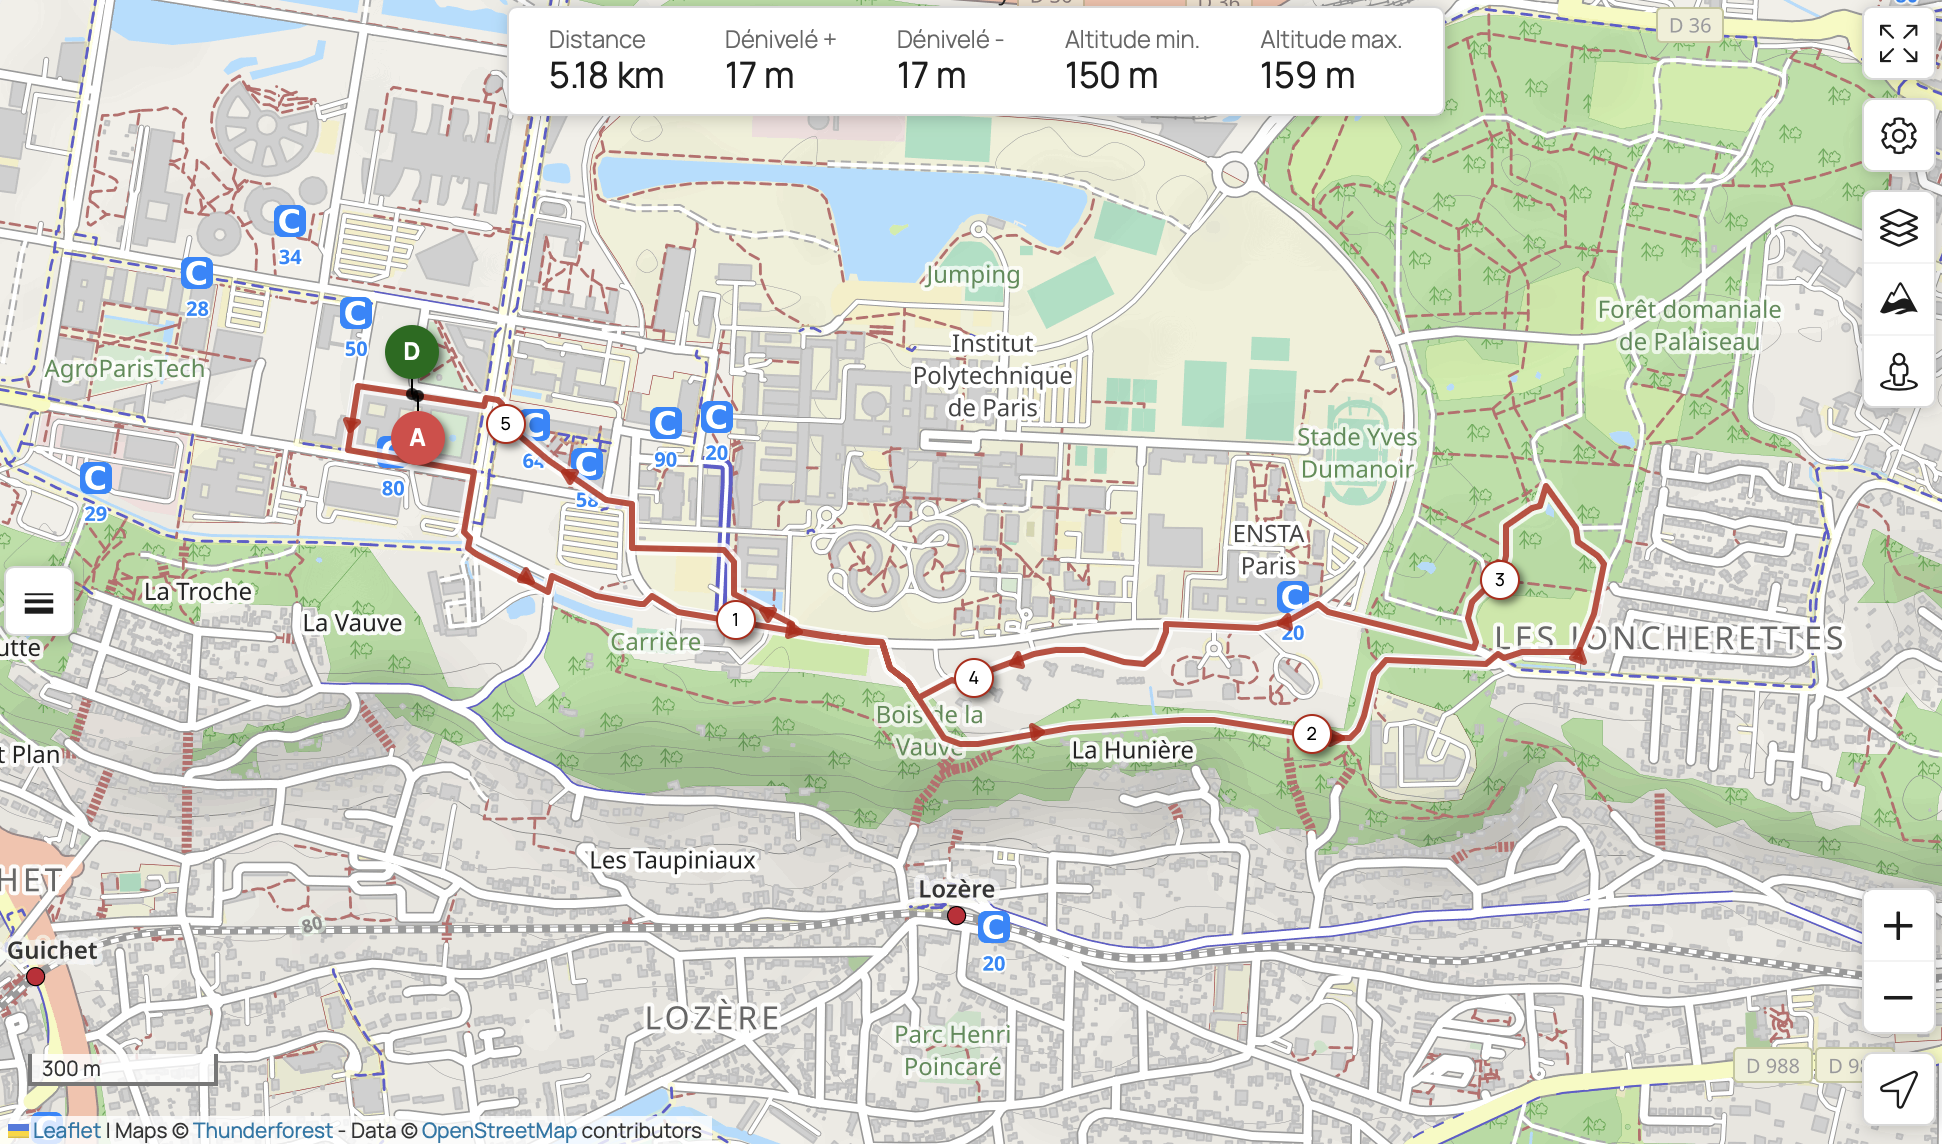 Distance
5.18 km
Dénivelé +
17 m
Dénivelé -
17 m
Altitude min.
150 m
Altitude max.
159 m
D 36
C
34
C
28
C
50
D
AgroParisTech
A
80
C
29
5
C
64
C
58
C
90
C
20
Jumping
Institut
Polytechnique
de Paris
Stade Yves
Dumanoir
Forêt domaniale
de Palaiseau
ENSTA
Paris
C
20
3
LES JONCHERETTES
La Troche
La Vauve
utte
1
Carrière
4
Bois de la
Vauve
La Hunière
2
t Plan
Les Taupiniaux
HET
80
Guichet
Lozère
C
20
LOZÈRE
Parc Henri
Poincaré
D 988
300 m
Leaflet | Maps © Thunderforest - Data © OpenStreetMap contributors